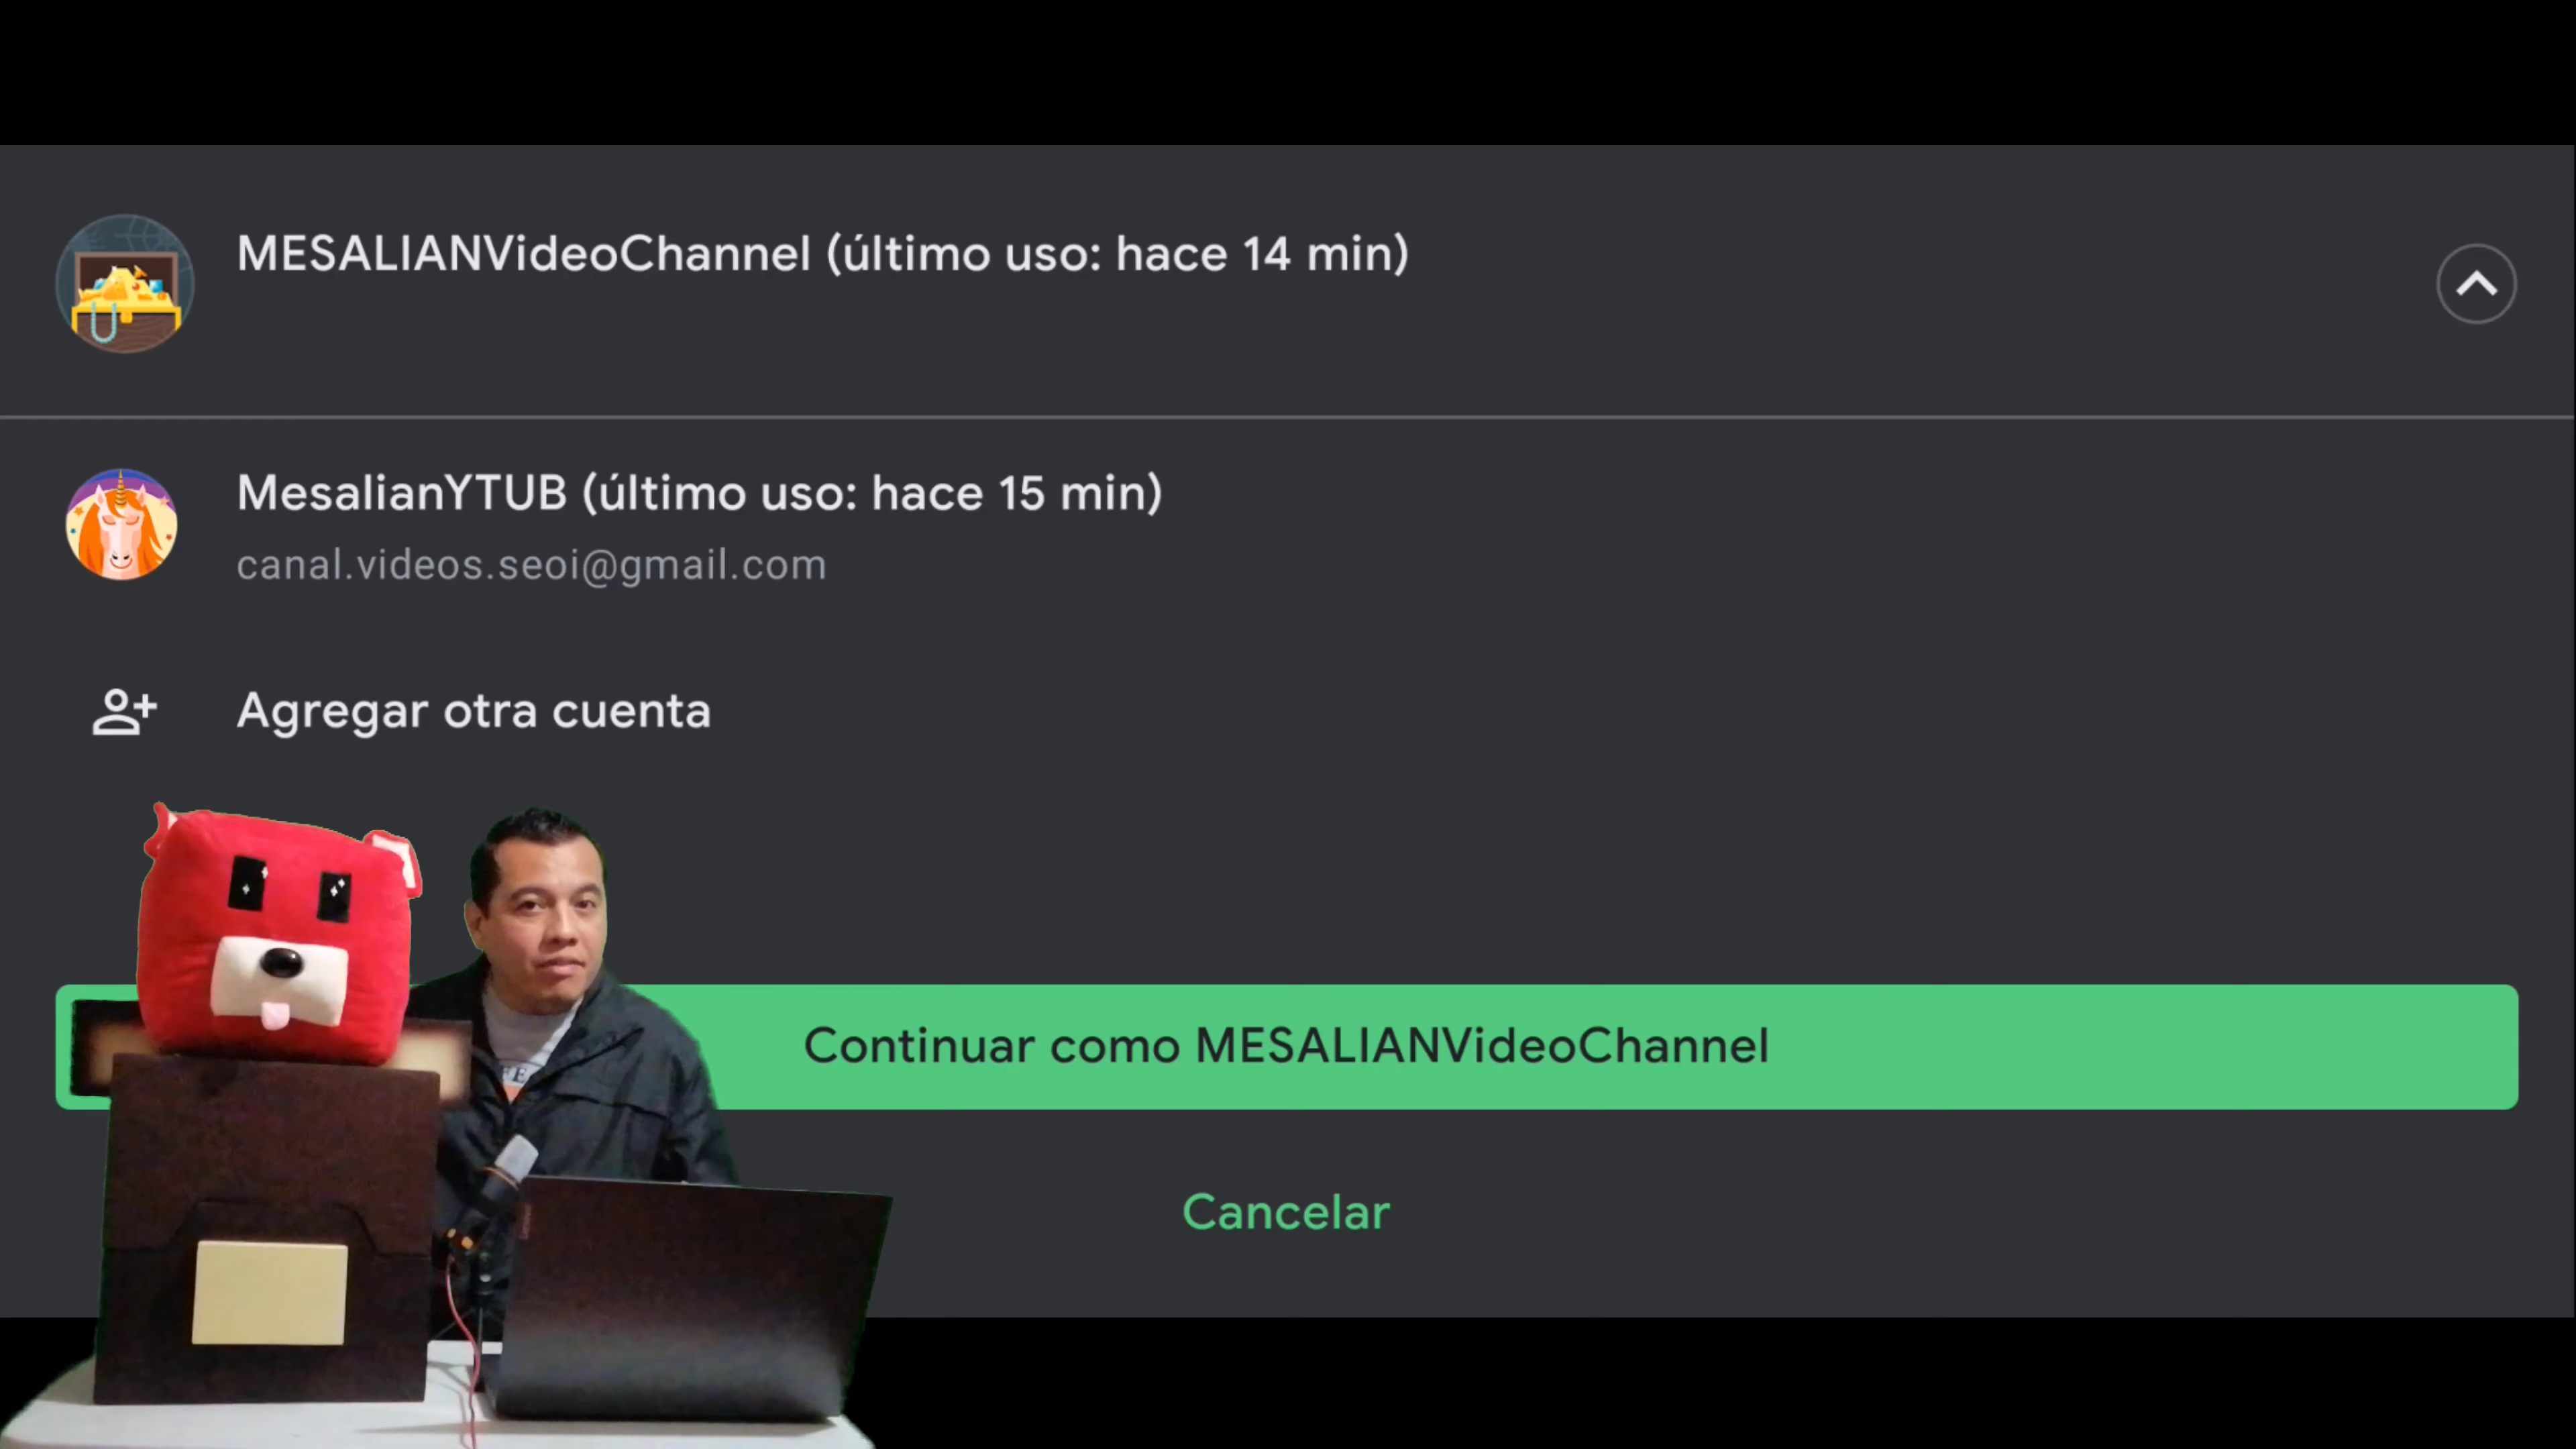 MESALIANVideoChannel (último uso: hace 14 min)
MesalianYTUB (último uso: hace 15 min)
canal.videos.seoi@gmail.com
Agregar otra cuenta
Continuar como MESALIANVideoChannel
Cancelar